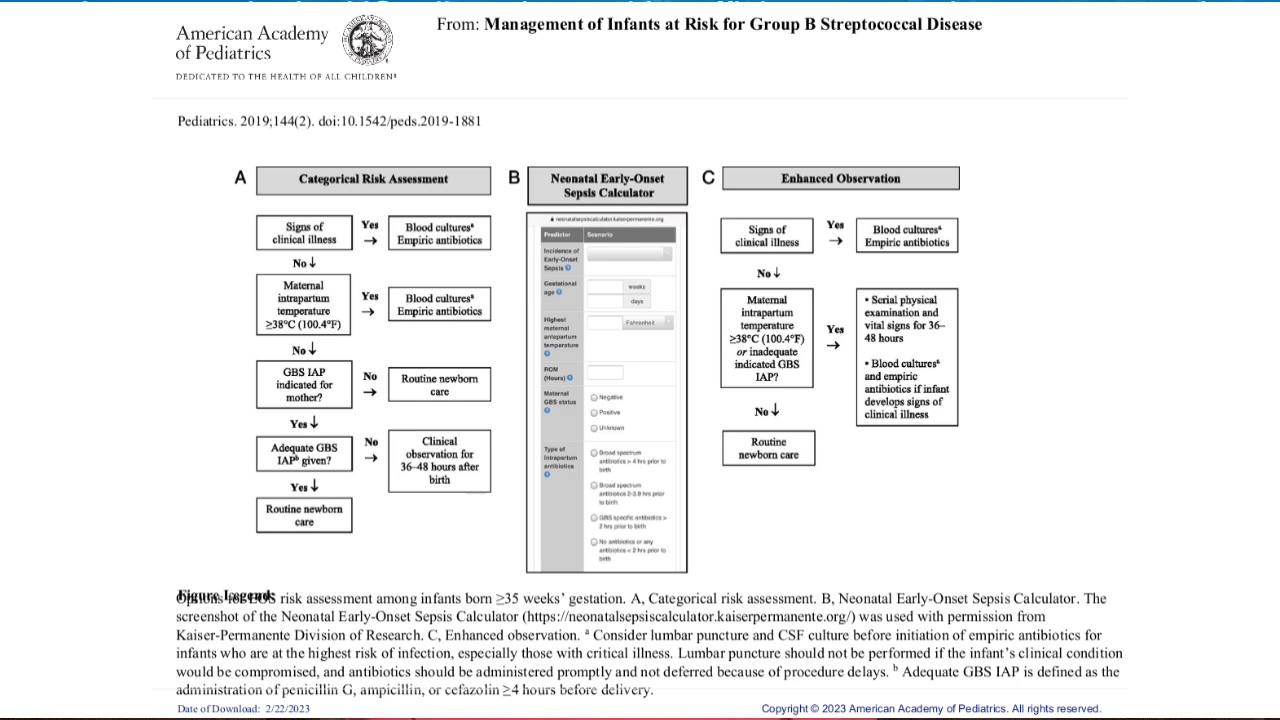 American Academy
of Pediatrics
DEDICATED TO THE HEALTH OF ALL CHILDREN®
From: Management of Infants at Risk for Group B Streptococcal Disease
Pediatrics. 2019;144(2). doi:10.1542/peds.2019-1881
A
Categorical Risk Assessment
Signs of
clinical illness
Yes
→
Blood culturesᵃ
Empiric antibiotics
No ↓
Maternal
intrapartum
temperature
≥38°C (100.4°F)
Yes
→
Blood culturesᵃ
Empiric antibiotics
No ↓
GBS IAP
indicated for
mother?
No
→
Routine newborn
care
Yes ↓
Adequate GBS
IAPᵇ given?
No
→
Clinical
observation for
36–48 hours after
birth
Yes ↓
Routine newborn
care
B
Neonatal Early-Onset
Sepsis Calculator
neonatalsepsiscalculator.kaiserpermanente.org
Predictor Scenario
Incidence of
Early-Onset
Sepsis
Gestational
age
weeks
days
Highest
maternal
antepartum
temperature
Fahrenheit
ROM
(Hours)
Maternal
GBS status
Negative
Positive
Unknown
Type of
intrapartum
antibiotics
Broad spectrum
antibiotics > 4 hrs prior to
birth
Broad spectrum
antibiotics 2-3.9 hrs prior
to birth
GBS specific antibiotics >
2 hrs prior to birth
No antibiotics or any
antibiotics < 2 hrs prior to
birth
C
Enhanced Observation
Signs of
clinical illness
Yes
→
Blood culturesᵃ
Empiric antibiotics
No ↓
Maternal
intrapartum
temperature
≥38°C (100.4°F)
or inadequate
indicated GBS
IAP?
Yes
→
• Serial physical
examination and
vital signs for 36–
48 hours
• Blood culturesᵃ
and empiric
antibiotics if infant
develops signs of
clinical illness
No ↓
Routine
newborn care
Figure Legend:
risk assessment among infants born ≥35 weeks’ gestation. A, Categorical risk assessment. B, Neonatal Early-Onset Sepsis Calculator. The
screenshot of the Neonatal Early-Onset Sepsis Calculator (https://neonatalsepsiscalculator.kaiserpermanente.org/) was used with permission from
Kaiser-Permanente Division of Research. C, Enhanced observation. ᵃ Consider lumbar puncture and CSF culture before initiation of empiric antibiotics for
infants who are at the highest risk of infection, especially those with critical illness. Lumbar puncture should not be performed if the infant’s clinical condition
would be compromised, and antibiotics should be administered promptly and not deferred because of procedure delays. ᵇ Adequate GBS IAP is defined as the
administration of penicillin G, ampicillin, or cefazolin ≥4 hours before delivery.
Date of Download: 2/22/2023
Copyright © 2023 American Academy of Pediatrics. All rights reserved.